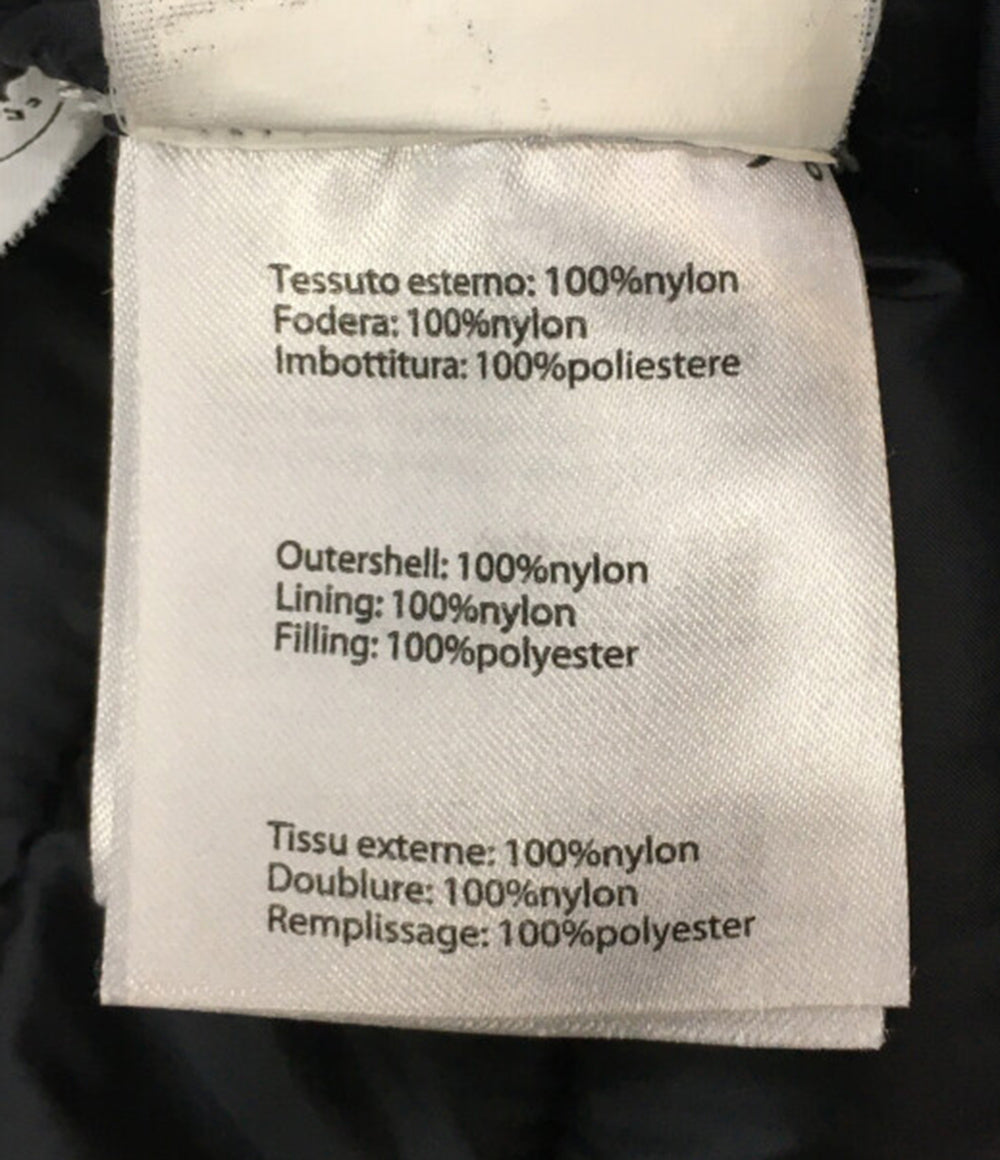 Tessuto esterno: 100%nylon
Fodera: 100%nylon
Imbottitura: 100%poliestere
Outershell: 100%nylon
Lining: 100%nylon
Filling: 100%polyester
Tissu externe: 100%nylon
Doublure: 100%nylon
Remplissage: 100%polyester